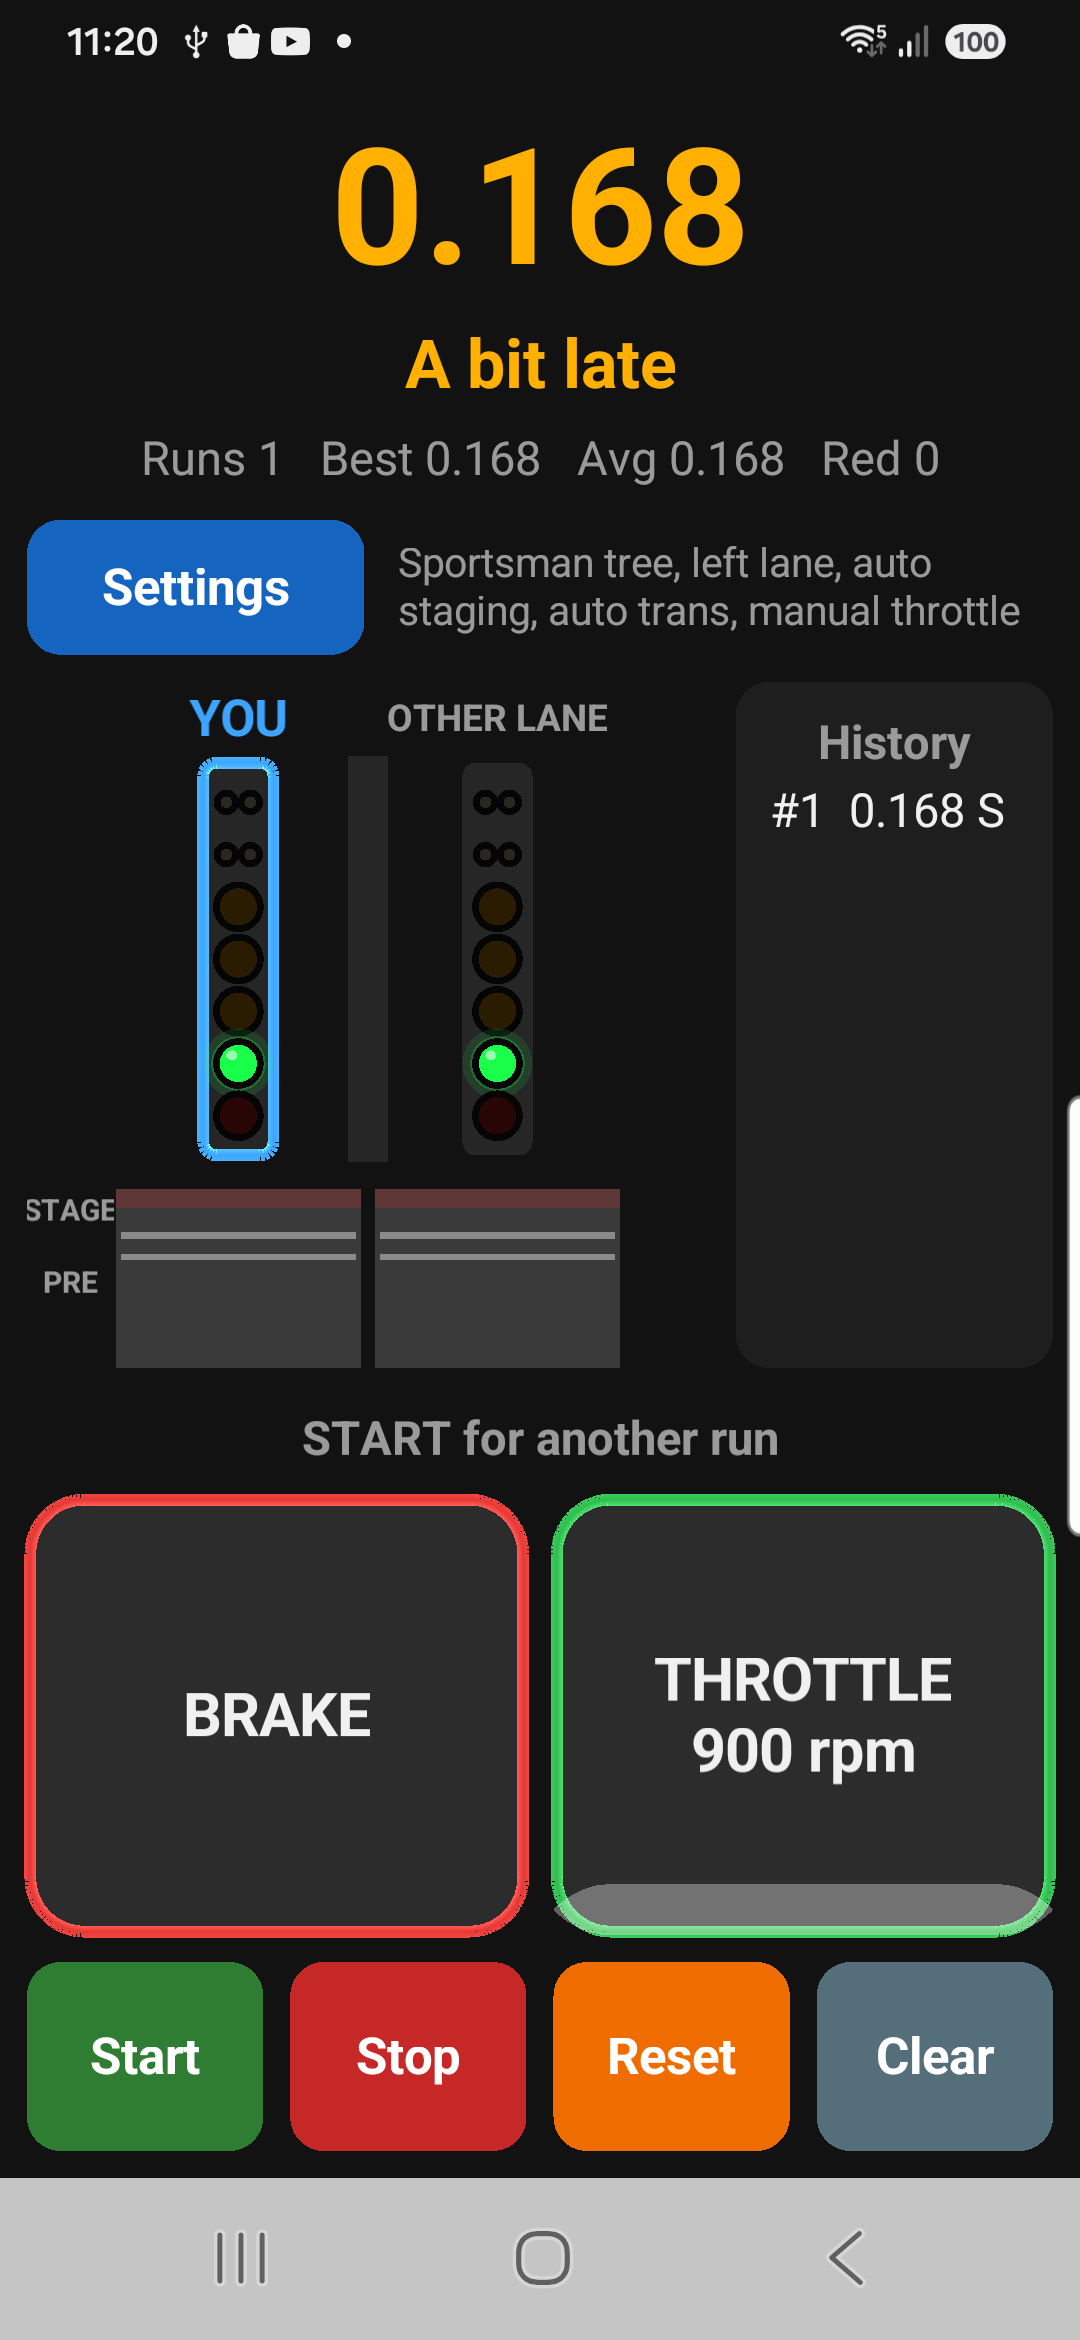 11:20
5
100
0.168
A bit late
Runs 1 Best 0.168 Avg 0.168 Red 0
Settings
Sportsman tree, left lane, auto
staging, auto trans, manual throttle
YOU
OTHER LANE
History
#1 0.168 S
STAGE
PRE
START for another run
BRAKE
THROTTLE
900 rpm
Start
Stop
Reset
Clear